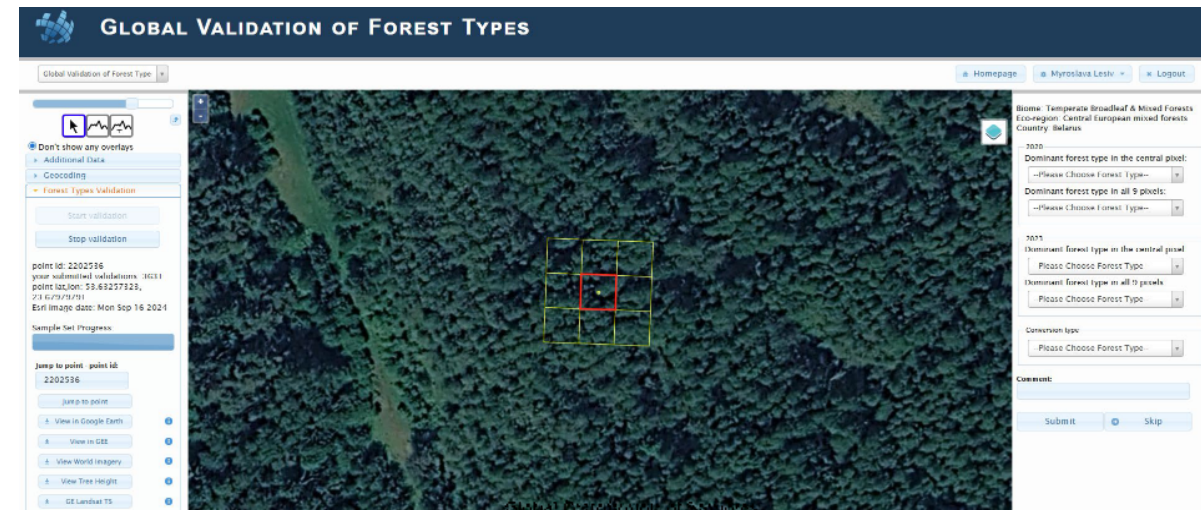 GLOBAL VALIDATION OF FOREST TYPES
Global Validation of Forest Type
Homepage
Myroslava Lesiv
Logout
Don't show any overlays
Additional Data
Geocoding
Forest Types Validation
Start validation
Stop validation
point id: 2202536
your submitted validations: 3631
point lat,lon: 53.63257323,
23.67979791
Esri image date: Mon Sep 16 2024
Sample Set Progress:
Jump to point - point id:
2202536
Jump to point
View in Google Earth
View in GEE
View World Imagery
View Tree Height
GE Landsat TS
Biome: Temperate Broadleaf & Mixed Forests
Eco-region: Central European mixed forests
Country: Belarus
2020
Dominant forest type in the central pixel:
--Please Choose Forest Type--
Dominant forest type in all 9 pixels:
--Please Choose Forest Type--
2023
Dominant forest type in the central pixel
Please Choose Forest Type
Dominant forest type in all 9 pixels
Please Choose Forest Type
Conversion type
--Please Choose Forest Type--
Comment:
Submit
Skip